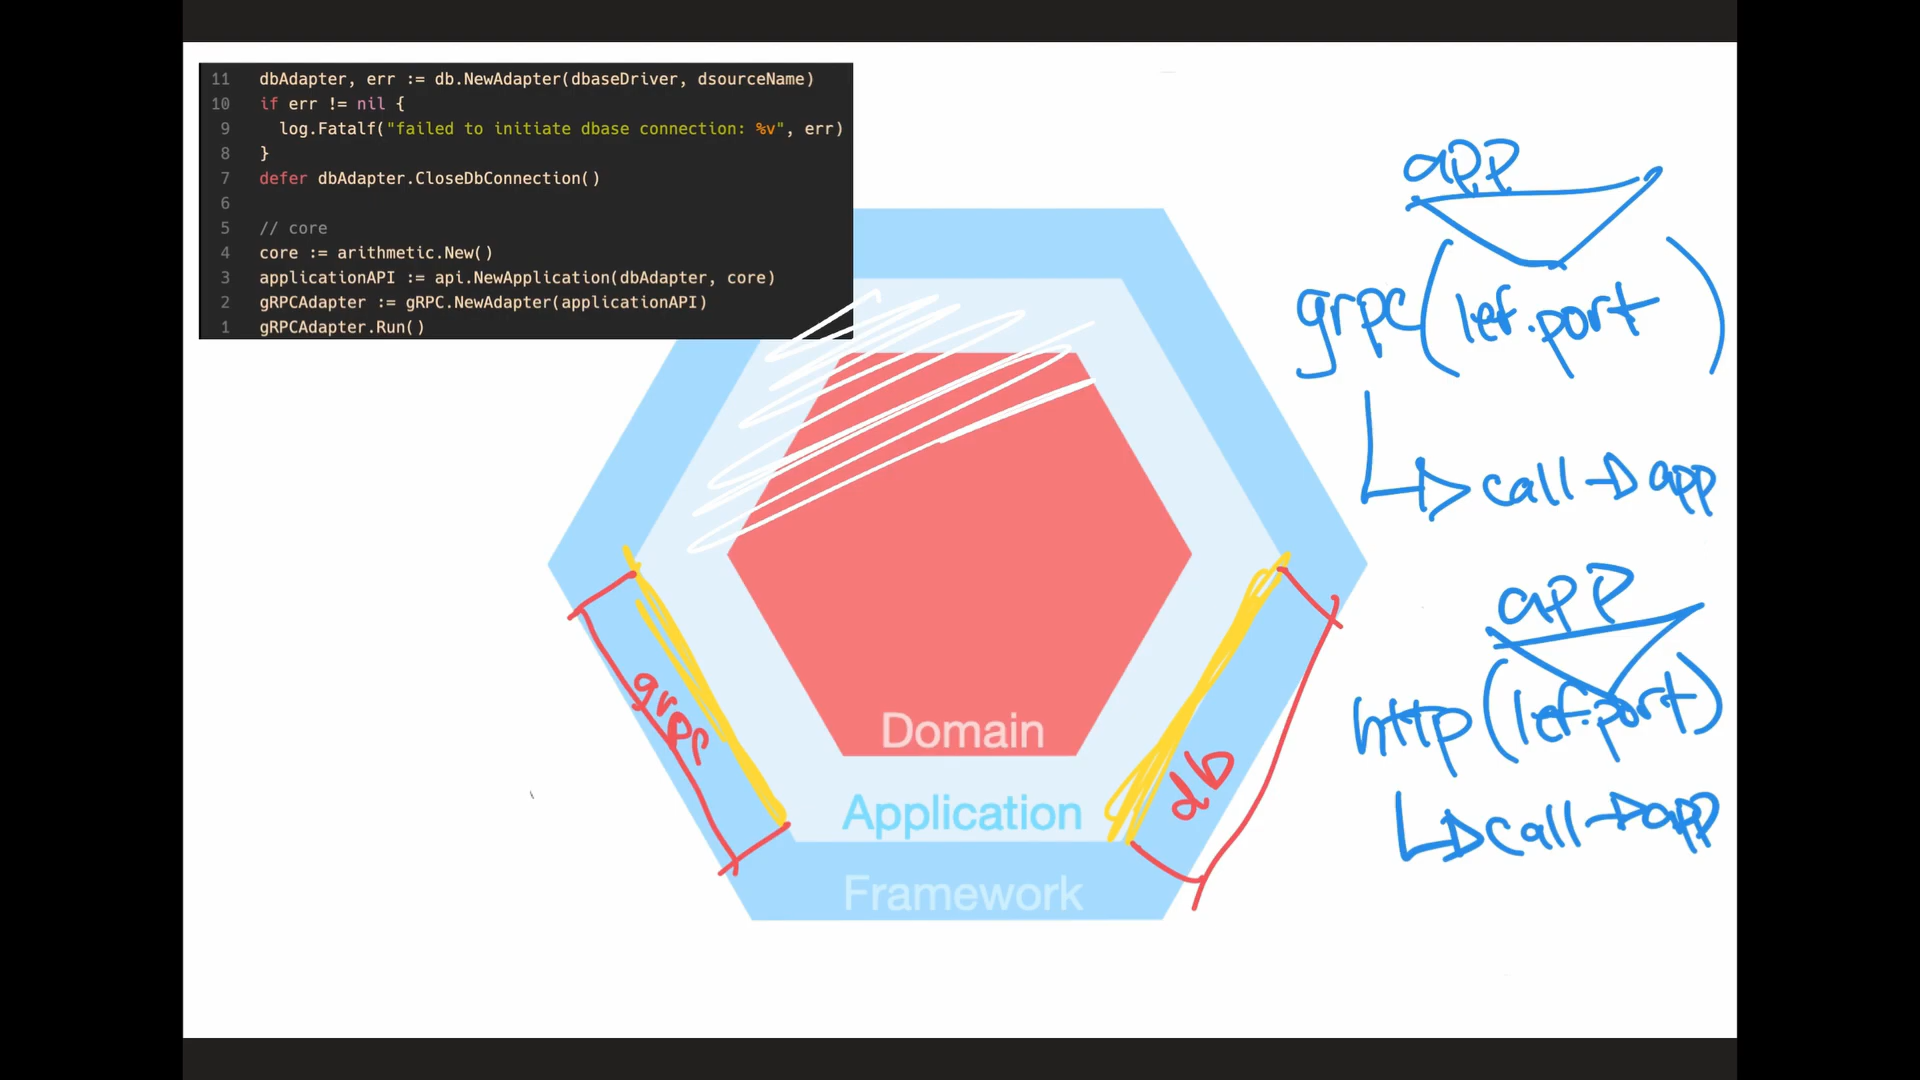 11 dbAdapter, err := db.NewAdapter(dbaseDriver, dsourceName)
10 if err != nil {
9 log.Fatalf("failed to initiate dbase connection: %v", err)
8 }
7 defer dbAdapter.CloseDbConnection()
6
5 // core
4 core := arithmetic.New()
3 applicationAPI := api.NewApplication(dbAdapter, core)
2 gRPCAdapter := gRPC.NewAdapter(applicationAPI)
1 gRPCAdapter.Run()
app
grpc(lef.port)
call → app
app
http(lef.port)
call → app
grpc
db
Domain
Application
Framework